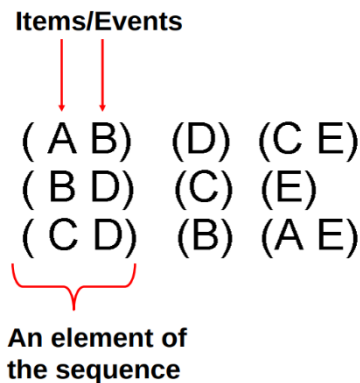 Items/Events
( A B) (D) (C E)
( B D) (C) (E)
( C D) (B) (A E)
An element of
the sequence